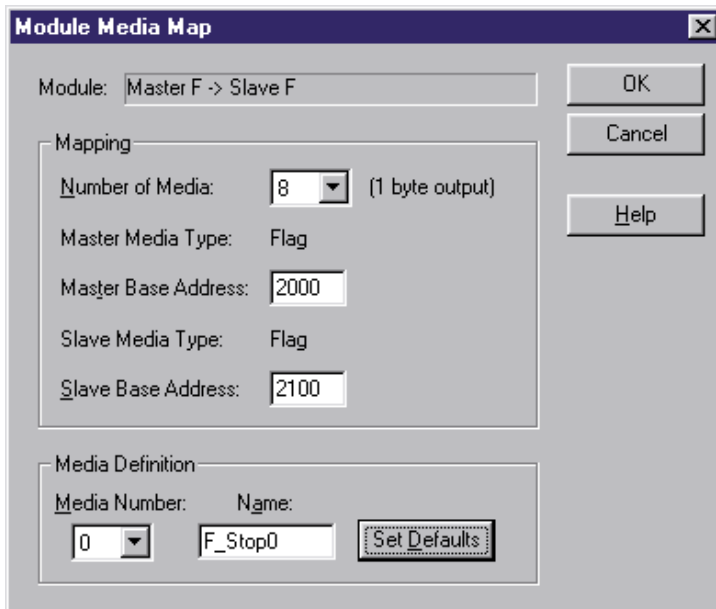 Module Media Map
Module: Master F -> Slave F
OK
Cancel
Help
Mapping
Number of Media: 8 (1 byte output)
Master Media Type: Flag
Master Base Address: 2000
Slave Media Type: Flag
Slave Base Address: 2100
Media Definition
Media Number: Name:
0 F_Stop0 Set Defaults